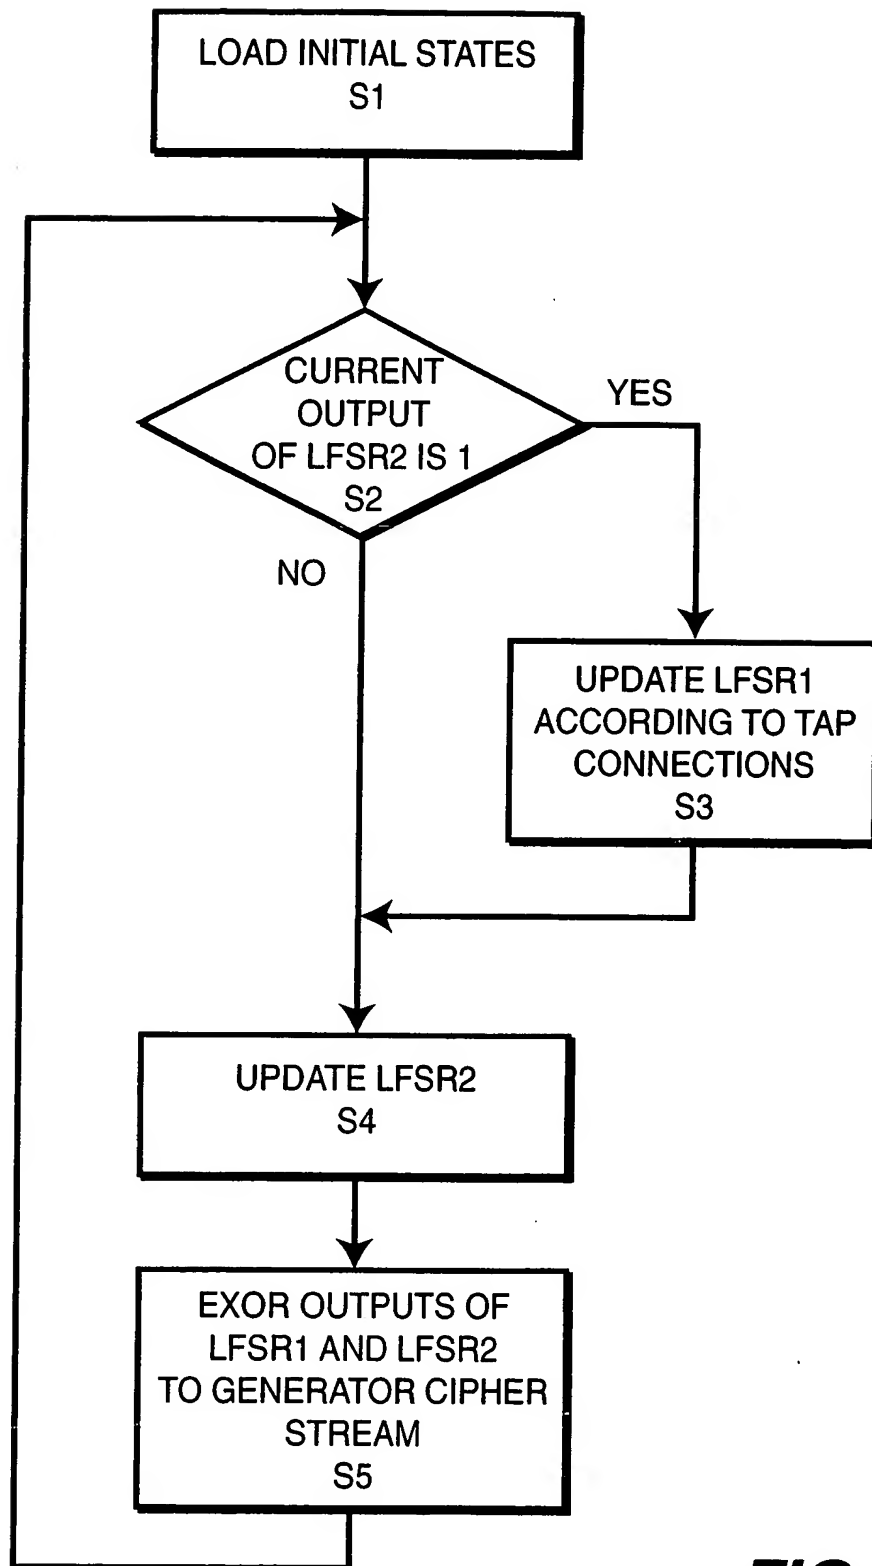 LOAD INITIAL STATES
S1
CURRENT
OUTPUT
OF LFSR2 IS 1
S2
YES
NO
UPDATE LFSR1
ACCORDING TO TAP
CONNECTIONS
S3
UPDATE LFSR2
S4
EXOR OUTPUTS OF
LFSR1 AND LFSR2
TO GENERATOR CIPHER
STREAM
S5